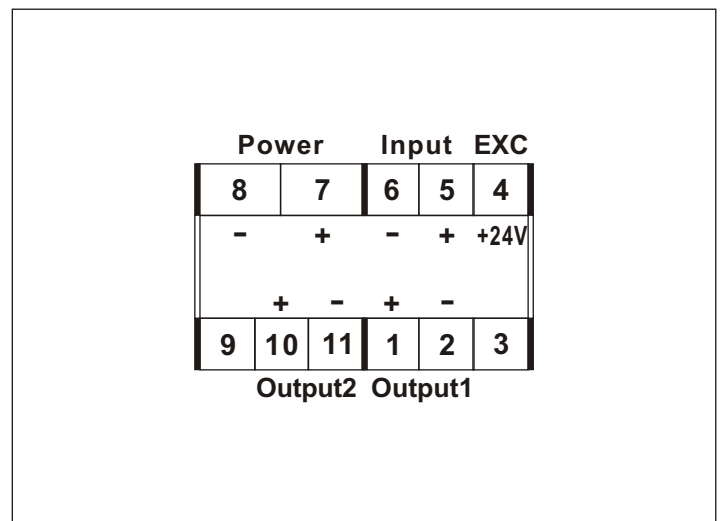 Power Input EXC
8 7 6 5 4
- + - + +24V
+ - + -
9 10 11 1 2 3
Output2 Output1